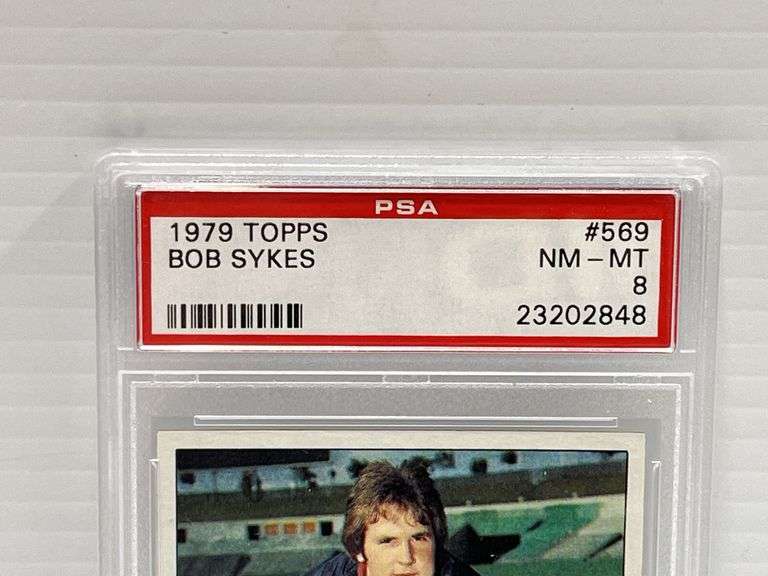 PSA
1979 TOPPS #569
BOB SYKES NM - MT
8
23202848